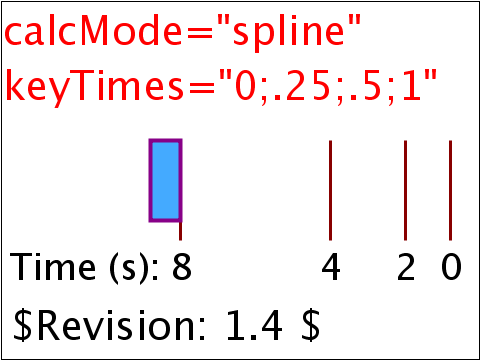 calcMode="spline"
keyTimes="0;.25;.5;1"
Time (s): 8 4 2 0
$Revision: 1.4 $